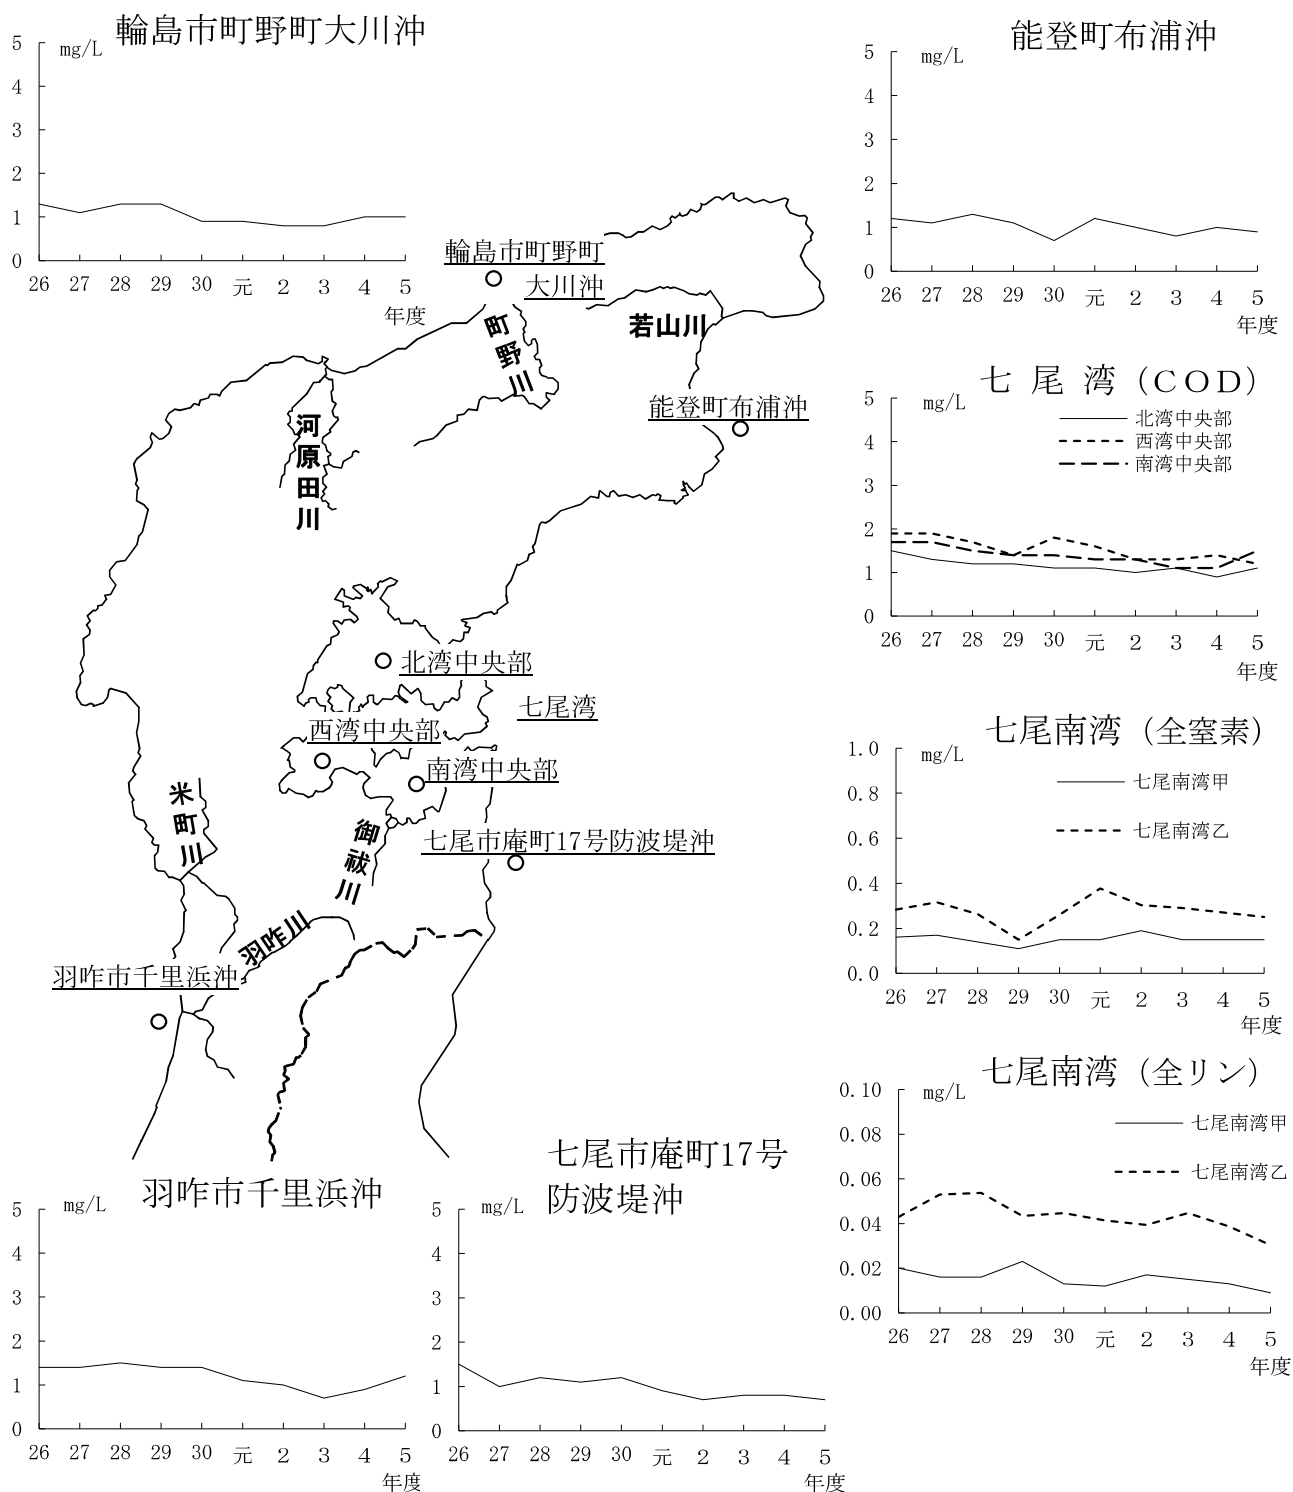 輪島市町野町大川沖
mg/L
5
4
3
2
1
0
26 27 28 29 30 元 2 3 4 5
年度
能登町布浦沖
mg/L
5
4
3
2
1
0
26 27 28 29 30 元 2 3 4 5
年度
輪島市町野町
大川沖
町野川
若山川
能登町布浦沖
河原田川
北湾中央部
七尾湾
西湾中央部
南湾中央部
米町川
御祓川
七尾市庵町17号防波堤沖
羽咋川
羽咋市千里浜沖
七尾湾（COD）
mg/L
北湾中央部
西湾中央部
南湾中央部
5
4
3
2
1
0
26 27 28 29 30 元 2 3 4 5
年度
七尾南湾（全窒素）
mg/L
七尾南湾甲
七尾南湾乙
1.0
0.8
0.6
0.4
0.2
0.0
26 27 28 29 30 元 2 3 4 5
年度
七尾南湾（全リン）
mg/L
七尾南湾甲
七尾南湾乙
0.10
0.08
0.06
0.04
0.02
0.00
26 27 28 29 30 元 2 3 4 5
年度
羽咋市千里浜沖
mg/L
5
4
3
2
1
0
26 27 28 29 30 元 2 3 4 5
年度
七尾市庵町17号
防波堤沖
mg/L
5
4
3
2
1
0
26 27 28 29 30 元 2 3 4 5
年度